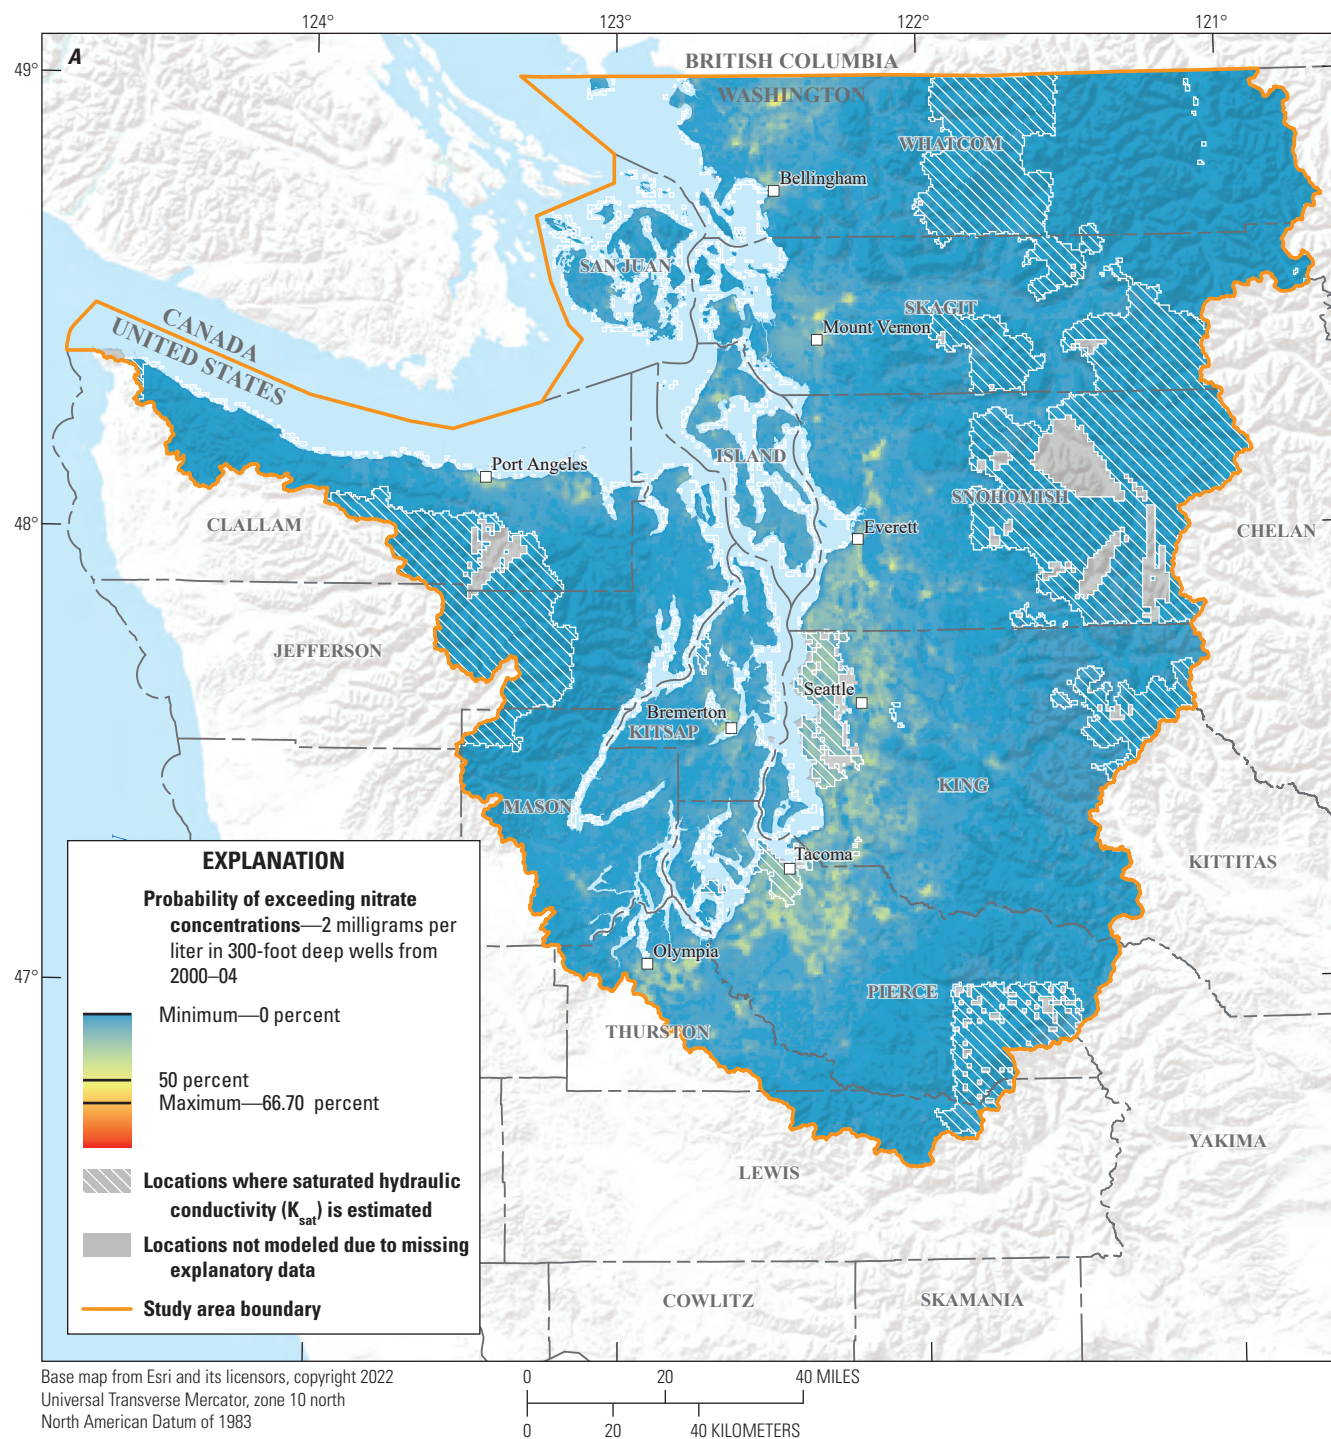 124°
123°
122°
121°
A
49°
BRITISH COLUMBIA
WASHINGTON
WHATCOM
Bellingham
SAN JUAN
SKAGIT
Mount Vernon
CANADA
UNITED STATES
ISLAND
Port Angeles
SNOHOMISH
48°
CLALLAM
Everett
CHELAN
JEFFERSON
Seattle
Bremerton
KITSAP
KING
MASON
Tacoma
KITTITAS
Olympia
47°
PIERCE
THURSTON
YAKIMA
LEWIS
COWLITZ
SKAMANIA
EXPLANATION
Probability of exceeding nitrate
concentrations—2 milligrams per
liter in 300-foot deep wells from
2000–04
Minimum—0 percent
50 percent
Maximum—66.70 percent
Locations where saturated hydraulic
conductivity (Ksat) is estimated
Locations not modeled due to missing
explanatory data
Study area boundary
Base map from Esri and its licensors, copyright 2022
Universal Transverse Mercator, zone 10 north
North American Datum of 1983
0 20 40 MILES
0 20 40 KILOMETERS